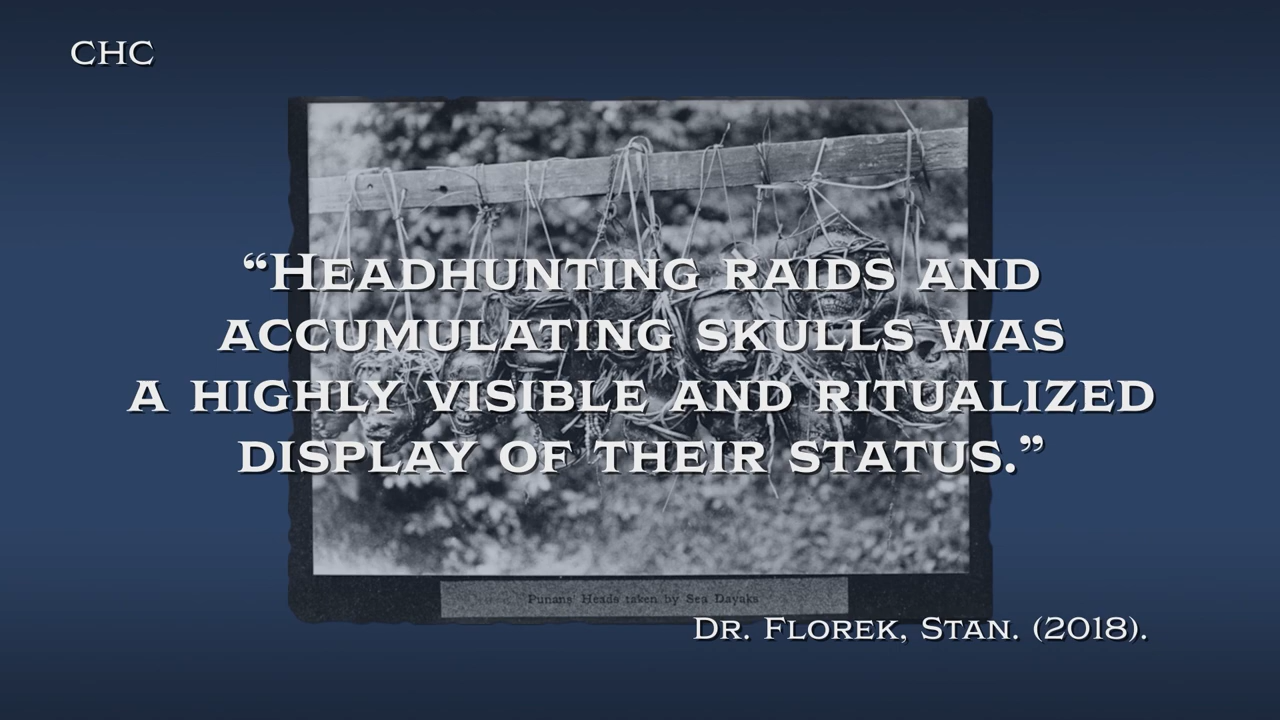 CHC
“Headhunting raids and
accumulating skulls was
a highly visible and ritualized
display of their status.”
Punans' Heads taken by Sea Dayaks
Dr. Florek, Stan. (2018).